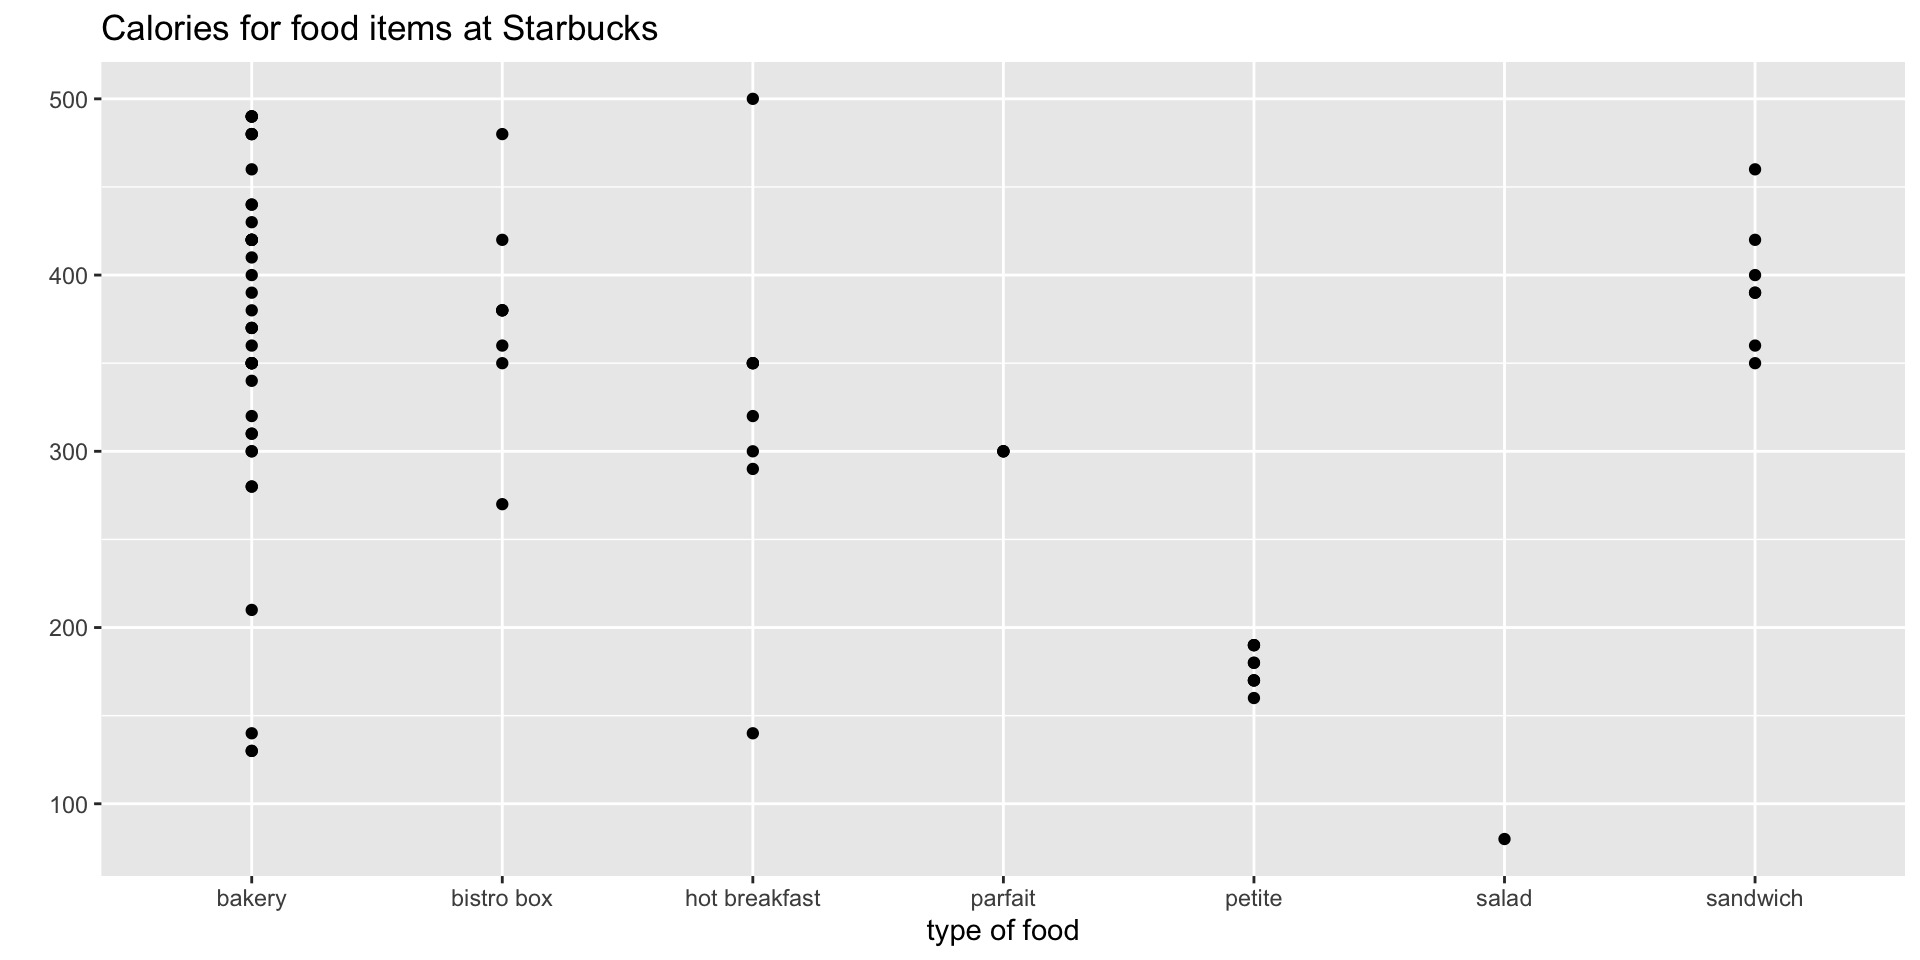 Calories for food items at Starbucks
500
400
300
200
100
bakery bistro box hot breakfast parfait petite salad sandwich
type of food